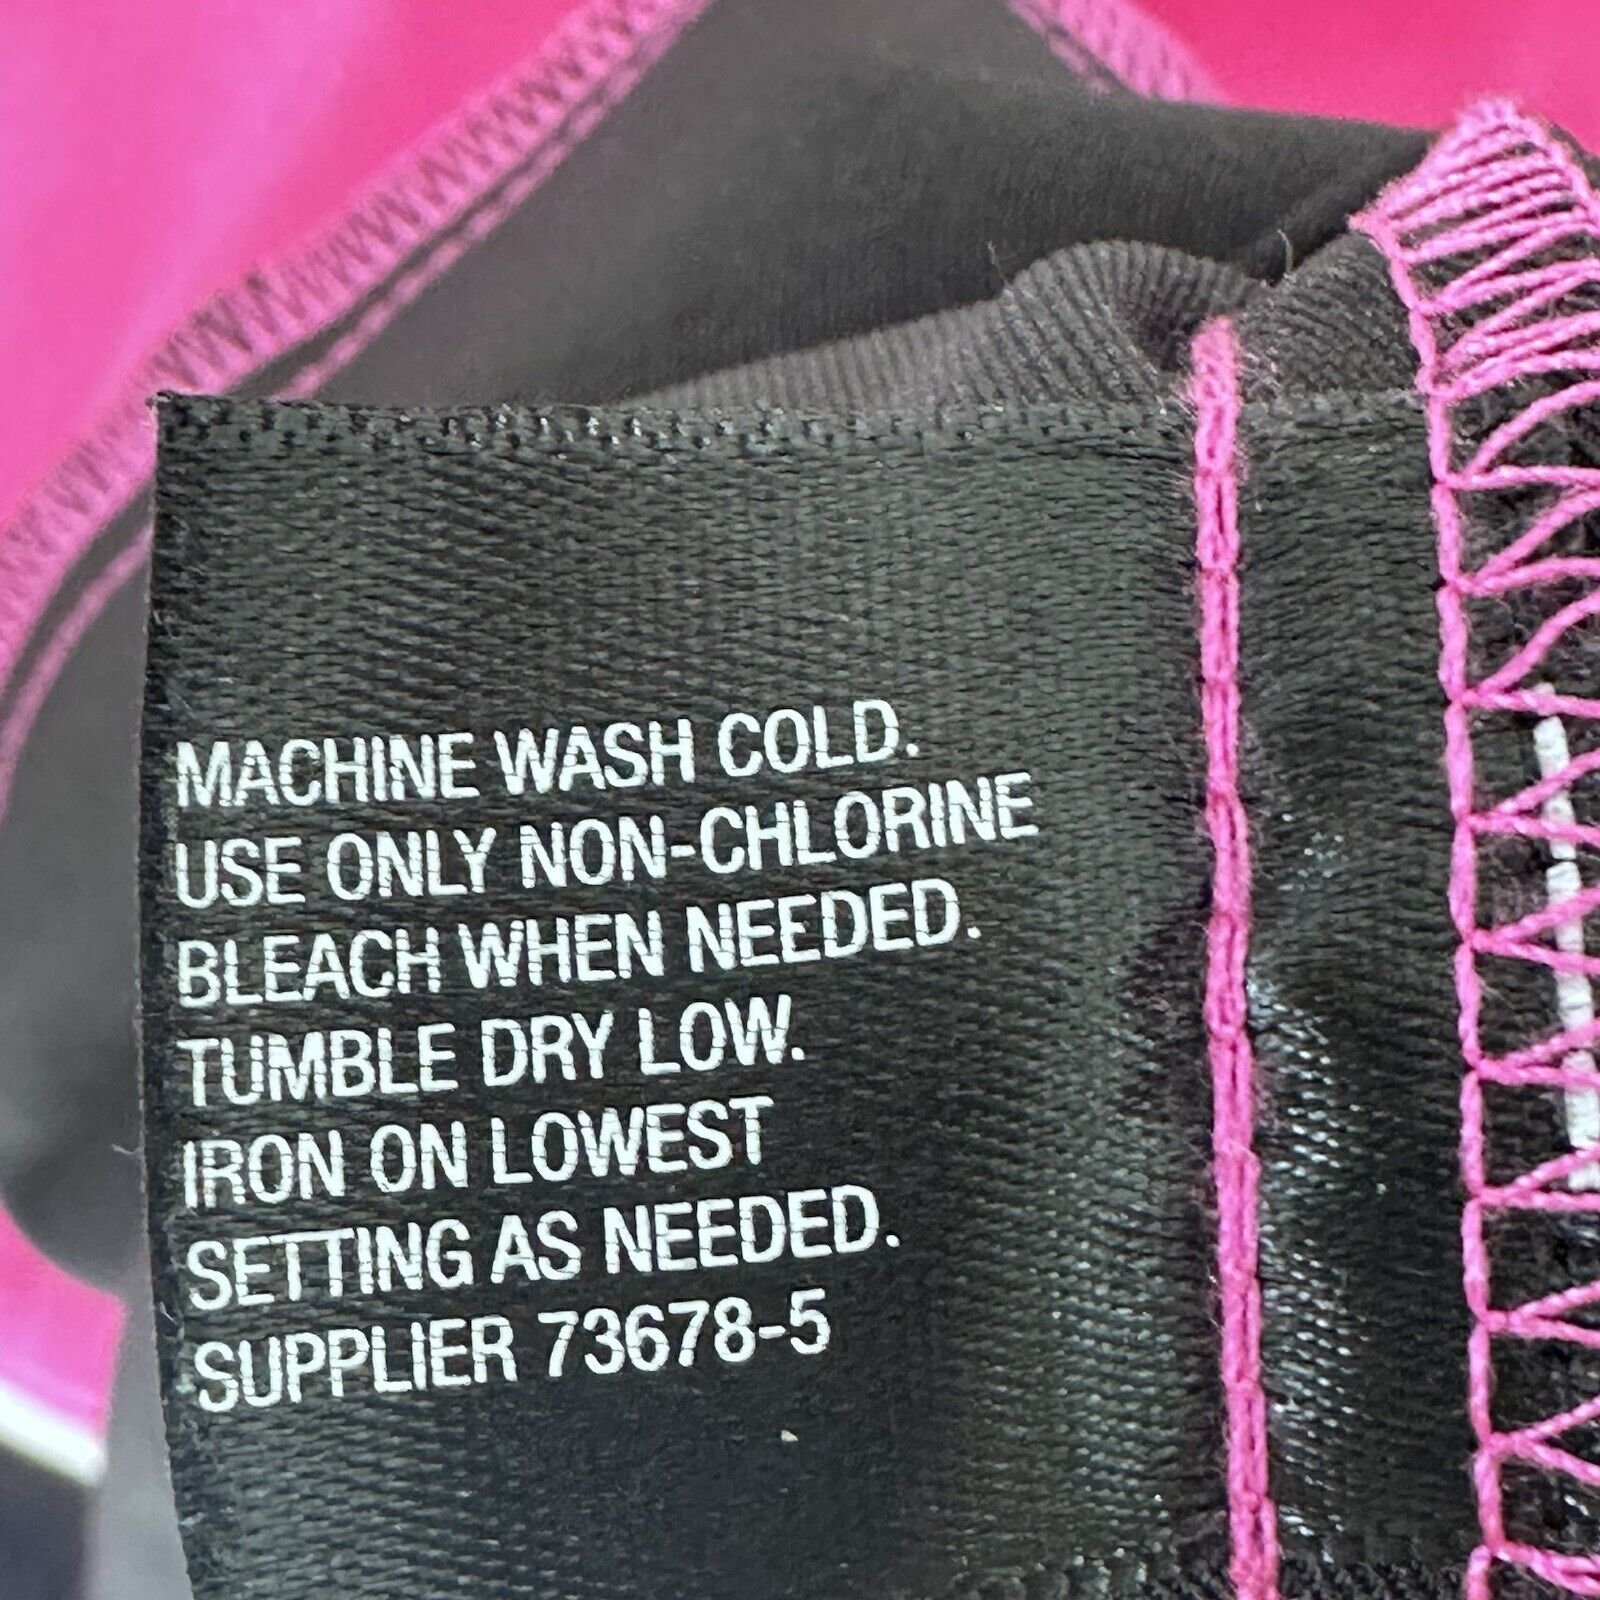 MACHINE WASH COLD.
USE ONLY NON-CHLORINE
BLEACH WHEN NEEDED.
TUMBLE DRY LOW.
IRON ON LOWEST
SETTING AS NEEDED.
SUPPLIER 73678-5